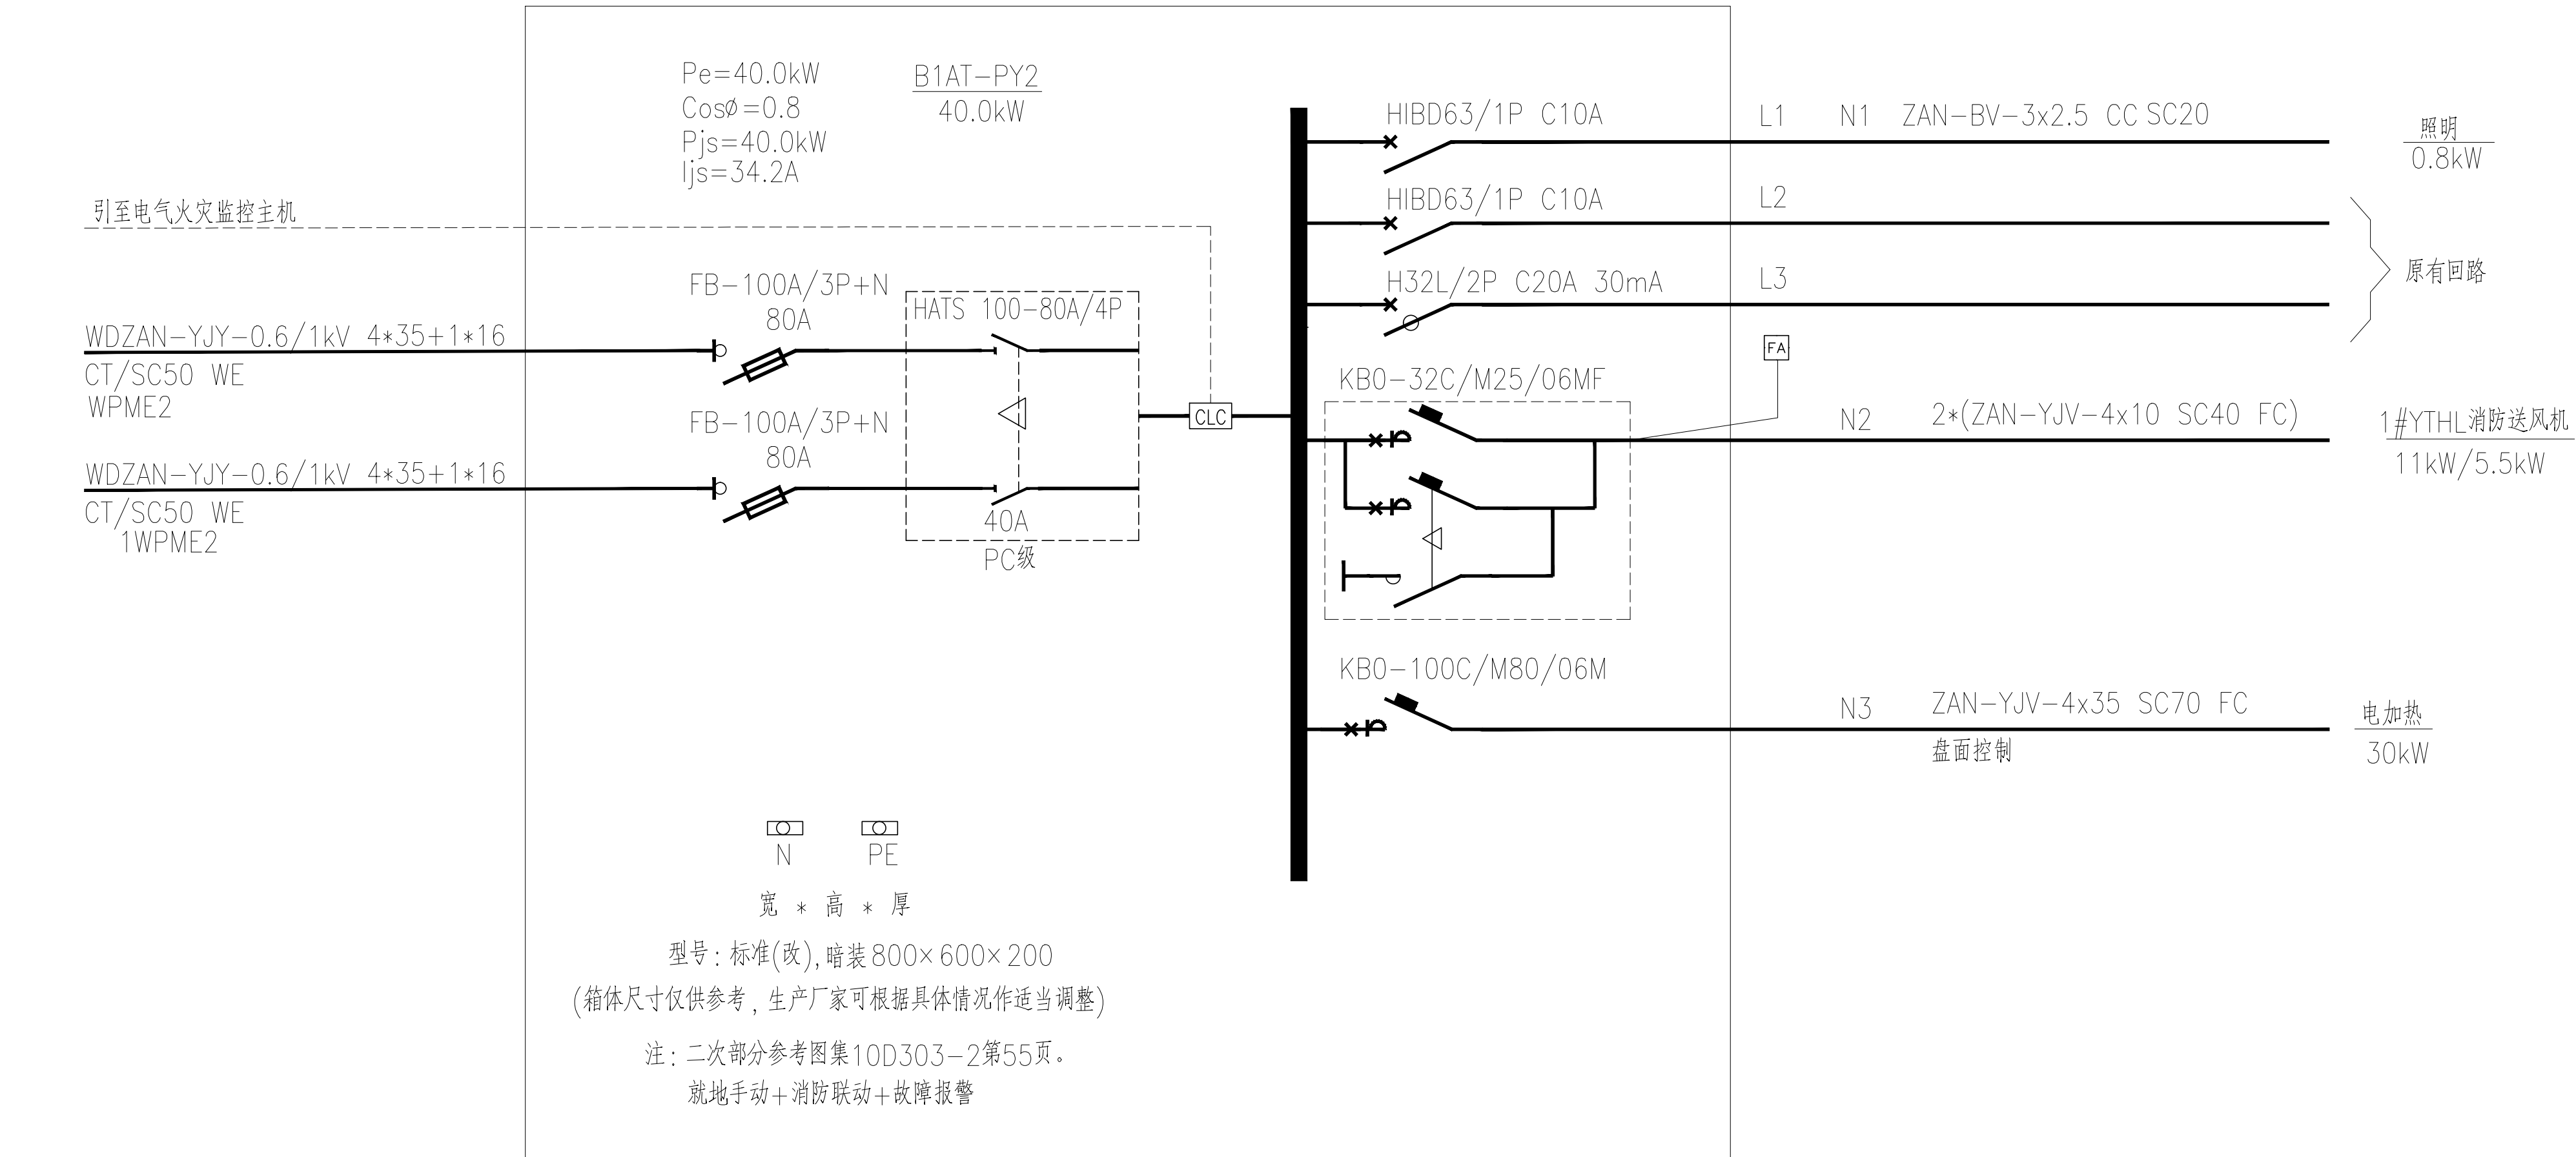 Pe=40.0kW
Cosø=0.8
Pjs=40.0kW
Ijs=34.2A
B1AT-PY2
40.0kW
引至电气火灾监控主机
WDZAN-YJY-0.6/1kV 4*35+1*16
CT/SC50 WE
WPME2
FB-100A/3P+N
80A
WDZAN-YJY-0.6/1kV 4*35+1*16
CT/SC50 WE
1WPME2
FB-100A/3P+N
80A
HATS 100-80A/4P
40A
PC级
CLC
HIBD63/1P C10A L1 N1 ZAN-BV-3x2.5 CC SC20
照明
0.8kW
HIBD63/1P C10A L2
H32L/2P C20A 30mA L3
原有回路
FA
KB0-32C/M25/06MF
N2 2*(ZAN-YJV-4x10 SC40 FC)
1#YTHL消防送风机
11kW/5.5kW
KB0-100C/M80/06M
N3 ZAN-YJV-4x35 SC70 FC
盘面控制
电加热
30kW
N PE
宽 * 高 * 厚
型号：标准(改),暗装800×600×200
(箱体尺寸仅供参考，生产厂家可根据具体情况作适当调整)
注：二次部分参考图集10D303-2第55页。
就地手动+消防联动+故障报警